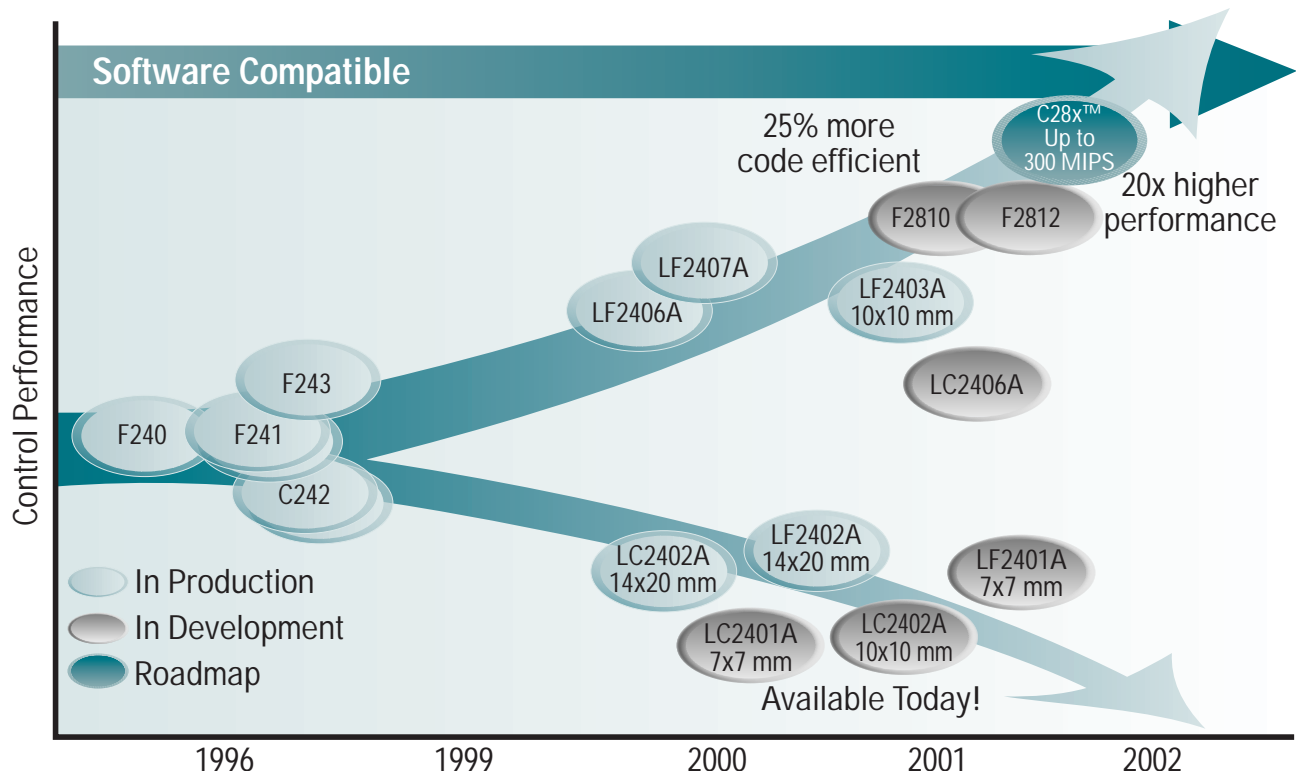 Software Compatible
C28x™
Up to
300 MIPS
25% more
code efficient
20x higher
performance
F2810
F2812
LF2407A
LF2406A
LF2403A
10x10 mm
LC2406A
F243
F240
F241
C242
LC2402A
14x20 mm
LF2402A
14x20 mm
LF2401A
7x7 mm
LC2401A
7x7 mm
LC2402A
10x10 mm
Available Today!
In Production
In Development
Roadmap
Control Performance
1996
1999
2000
2001
2002